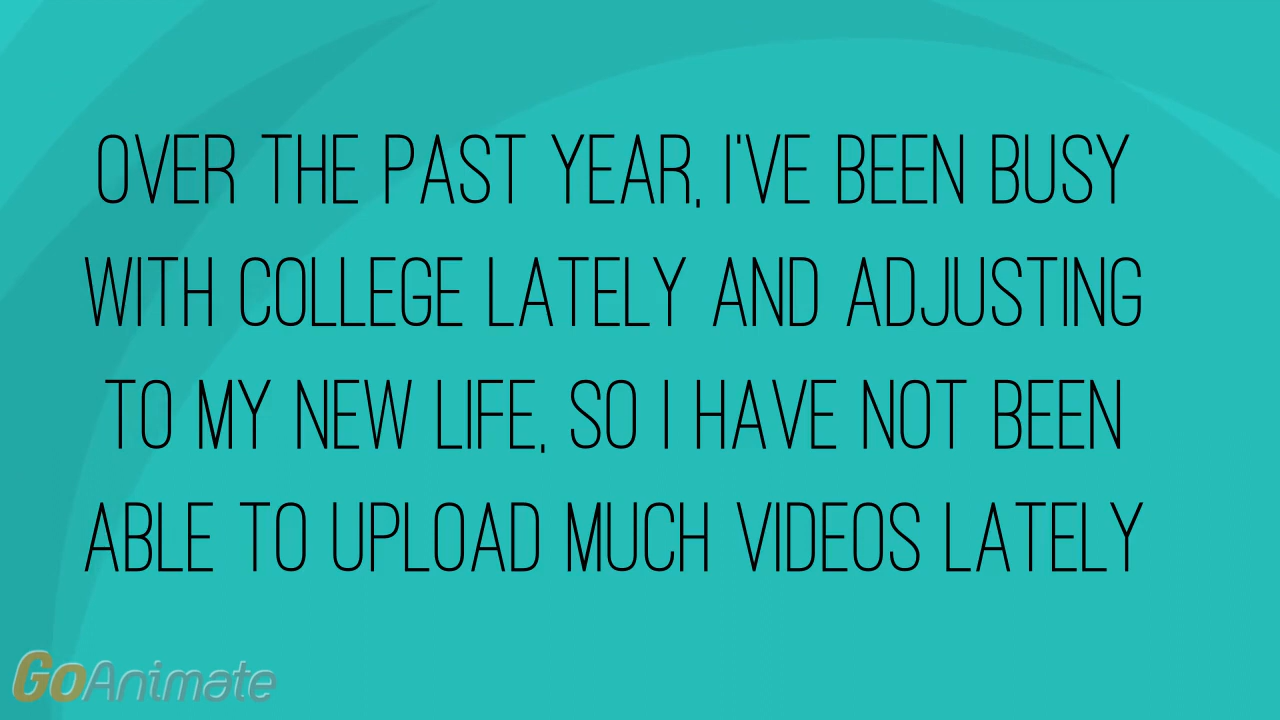 OVER THE PAST YEAR, I'VE BEEN BUSY
WITH COLLEGE LATELY AND ADJUSTING
TO MY NEW LIFE, SO I HAVE NOT BEEN
ABLE TO UPLOAD MUCH VIDEOS LATELY
GoAnimate